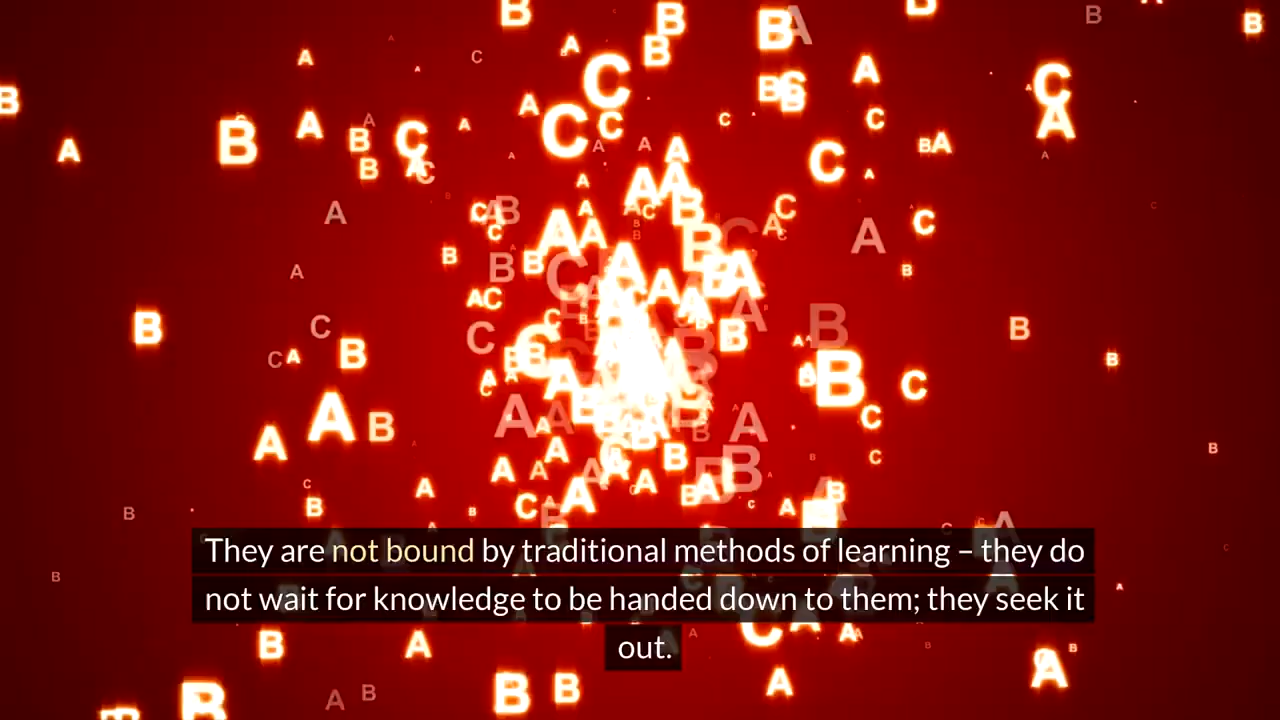 They are not bound by traditional methods of learning – they do
not wait for knowledge to be handed down to them; they seek it
out.